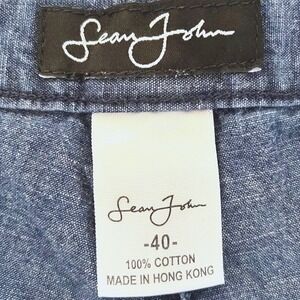 Sean John
Sean John
-40-
100% COTTON
MADE IN HONG KONG